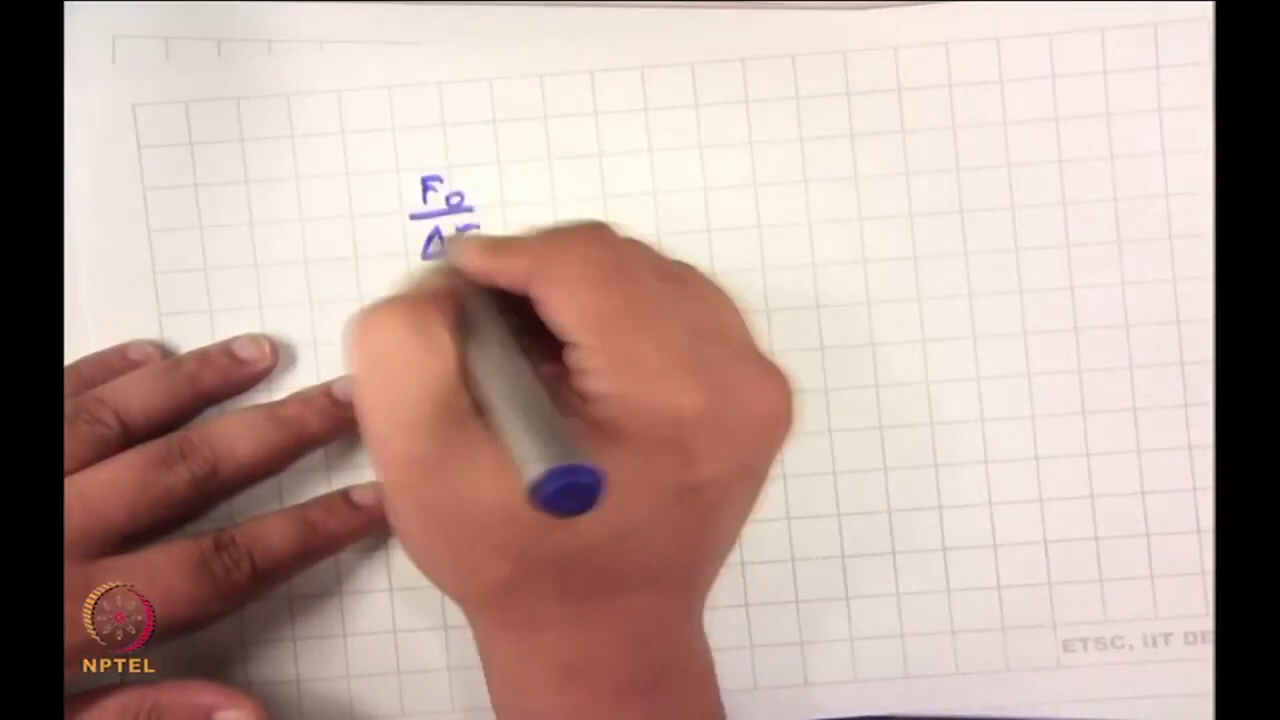 F₀
Δ
ETSC, IIT DE
NPTEL